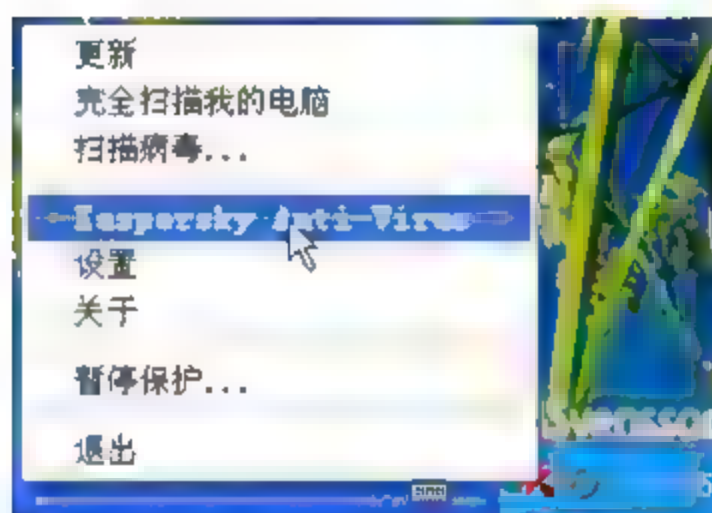 更新
完全扫描我的电脑
扫描病毒...
Kaspersky Anti-Virus
设置
关于
暂停保护...
退出